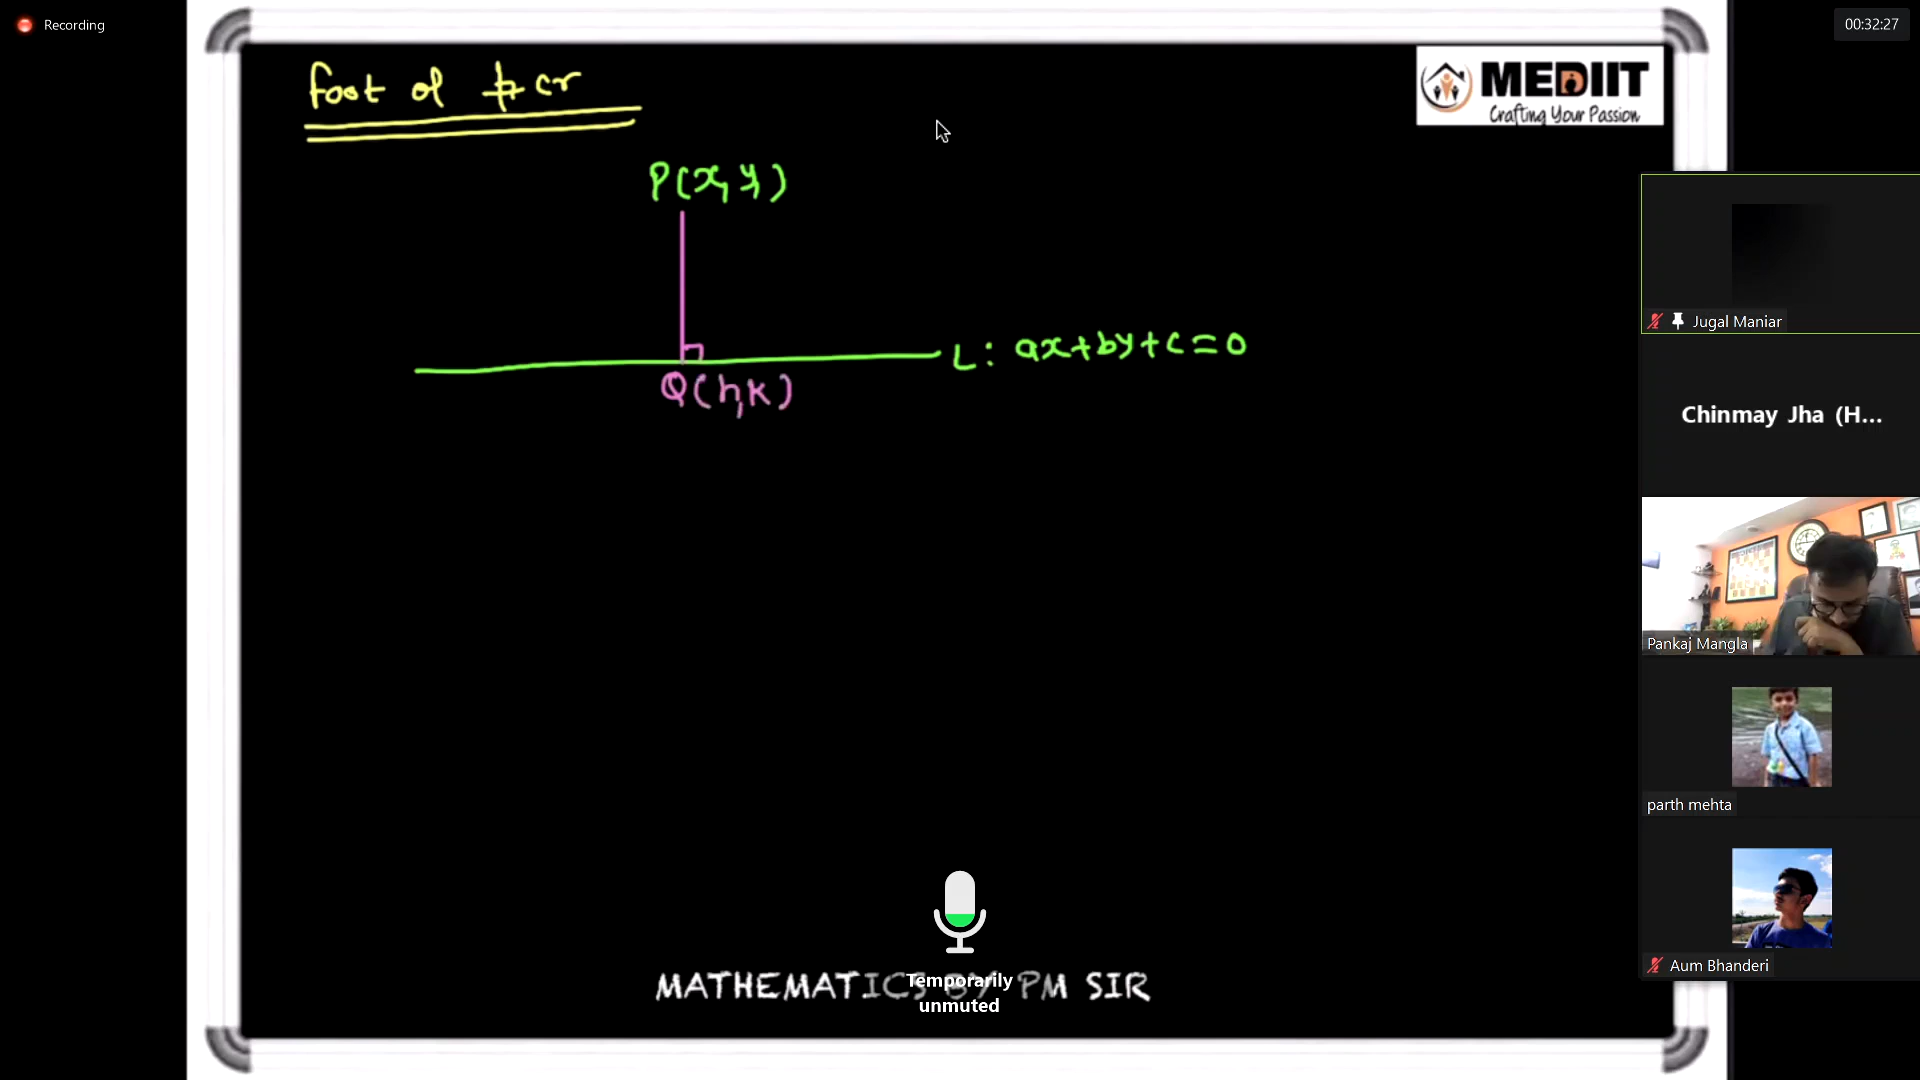 Recording
00:32:27
foot of pcr
MEDIIT
Crafting Your Passion
P(x, y,)
L: ax+by+c=0
Q(h,k)
Jugal Maniar
Chinmay Jha (H...
Pankaj Mangla
parth mehta
Aum Bhanderi
MATHEMATICS BY PM SIR
Temporarily
unmuted